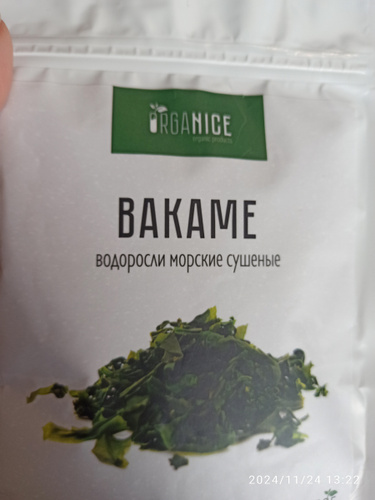 ORGANICE
organic products
ВАКАМЕ
водоросли морские сушеные
2024/11/24 13:22